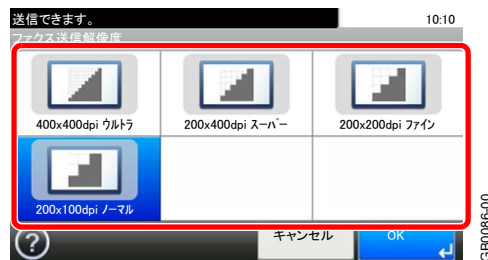 送信できます。 10:10
ファクス送信解像度
400x400dpi ウルトラ 200x400dpi スーパー 200x200dpi ファイン
200x100dpi ノーマル
? キャンセル OK
GB0086-00